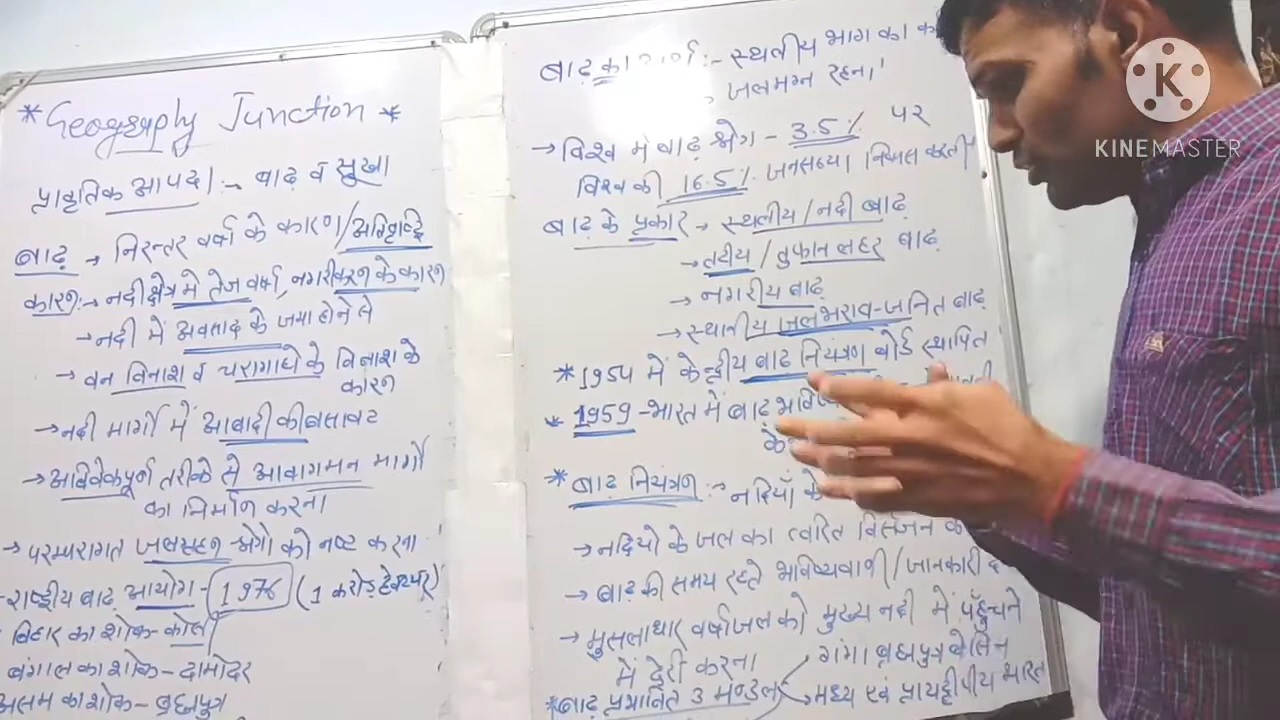 * Geography Junction *
प्राकृतिक आपदा :- बाढ़ व सूखा
बाढ़ → निरन्तर वर्षा के कारण/अतिवृष्टि
कारण:→ नदी क्षेत्र मे तेज वर्षा, नगरीकरण के कारण
→ नदी में अवसाद के जमा होने से
→ वन विनाश व चरागाहो के विनाश के
कारण
→ नदी मार्गो में आबादी की बसावट
→ अविवेकपूर्ण तरीके से आवागमन मार्गो
का निर्माण करना
→ परम्परागत जलग्रहण क्षेत्रो को नष्ट करना
राष्ट्रीय बाढ़ आयोग - 1976 (1 करोड़ हेक्टेयर)
बिहार का शोक - कोसी
बंगाल का शोक - दामोदर
असम का शोक - ब्रह्मपुत्र
बाढ़ का :- स्थलीय भाग का
जलमग्न रहना।
→ विश्व मे बाढ़ क्षेत्र - 3.5% पर
विश्व की 16.5% जनसंख्या निवास करती
बाढ़ के प्रकार → स्थलीय/नदी बाढ़
→ तटीय/तुफान लहर बाढ़
→ नगरीय बाढ़
→ स्थानीय जलभराव-जनित बाढ़
* 1954 में केन्द्रीय बाढ़ नियंत्रण बोर्ड स्थापित
* 1959 - भारत में बाढ़
* बाढ़ नियंत्रण :- नदियाँ के
→ नदियो के जल का त्वरित विसर्जन
→ बाढ़ की समय रहते भविष्यवाणी/जानकारी
→ मुसलाधार वर्षाजल को मुख्य नदी में पहुँचने
में देरी करना
* बाढ़ प्रभावित 3 मण्डल
→ गंगा ब्रह्मपुत्र बेसिन
→ मध्य एवं प्रायद्वीपीय भारत
K
KINEMASTER